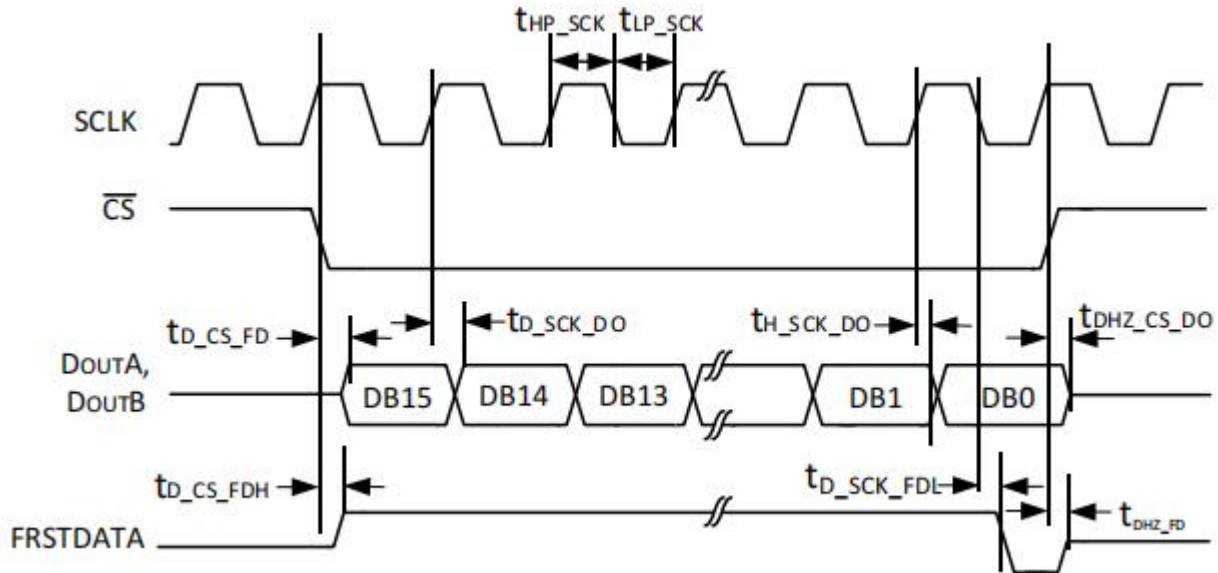 tHP_SCK tLP_SCK
SCLK
CS
tD_CS_FD
tD_SCK_DO
tH_SCK_DO
tDHZ_CS_DO
DOUTA,
DOUTB
DB15
DB14
DB13
DB1
DB0
tD_CS_FDH
tD_SCK_FDL
tDHZ_FD
FRSTDATA